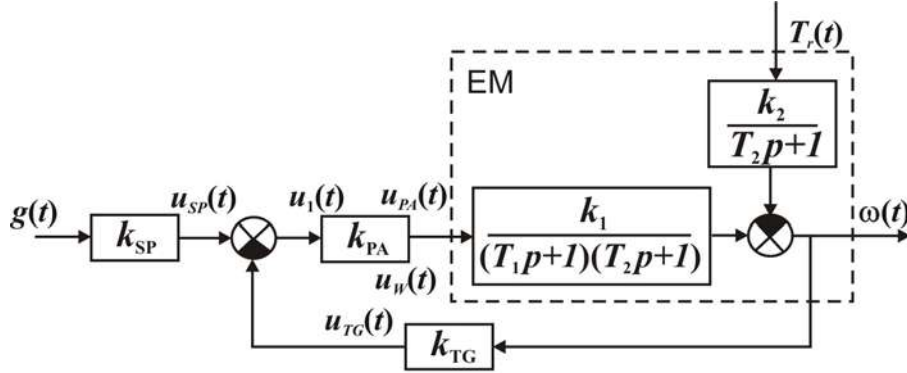 T_r(t)
EM
k_2
T_2p+1
g(t)
k_SP
u_SP(t)
u_1(t)
k_PA
u_PA(t)
u_W(t)
k_1
(T_1p+1)(T_2p+1)
ω(t)
u_TG(t)
k_TG